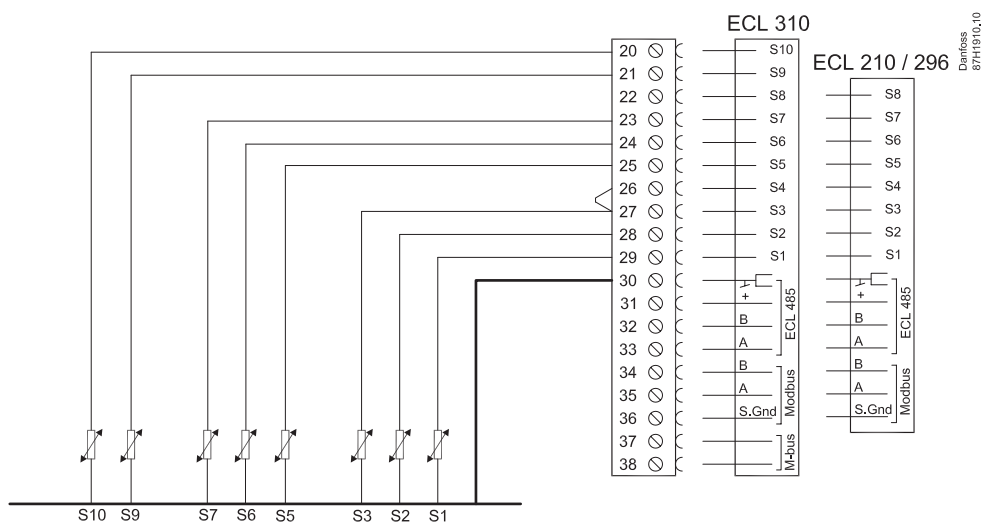 ECL 310
ECL 210 / 296
Danfoss
87H1910.10
20 S10
21 S9 S8
22 S8 S7
23 S7 S6
24 S6 S5
25 S5 S4
26 S4 S3
27 S3 S2
28 S2 S1
29 S1
30
31 + +
32 B B
33 A A
34 B B
35 A A
36 S.Gnd S.Gnd
37
38
ECL 485
Modbus
M-bus
ECL 485
Modbus
S10 S9 S7 S6 S5 S3 S2 S1